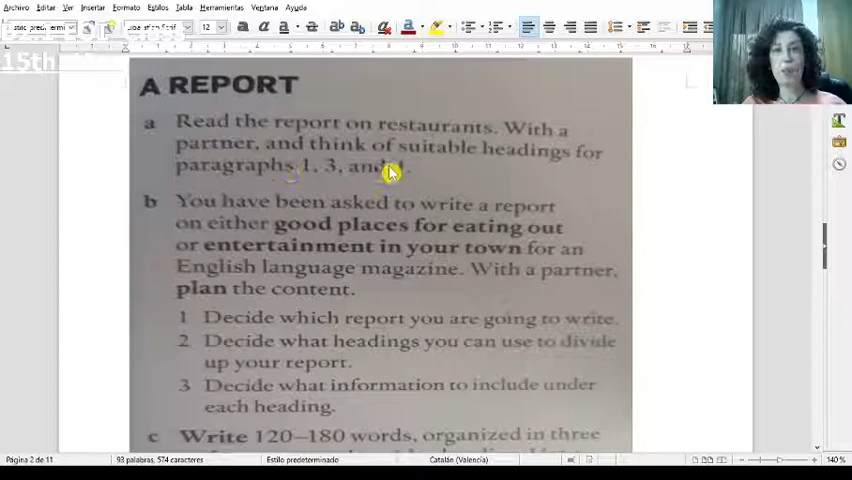 Archivo Editar Ver Insertar Formato Estilos Tabla Herramientas Ventana Ayuda
12
15th
A REPORT
a Read the report on restaurants. With a
partner, and think of suitable headings for
paragraphs 1, 3, and
b You have been asked to write a report
on either good places for eating out
or entertainment in your town for an
English language magazine. With a partner,
plan the content.
1 Decide which report you are going to write.
2 Decide what headings you can use to divide
up your report.
3 Decide what information to include under
each heading.
c Write 120–180 words, organized in three
Página 2 de 11 93 palabras, 574 caracteres Estilo predeterminado Catalán (Valencia) 140 %